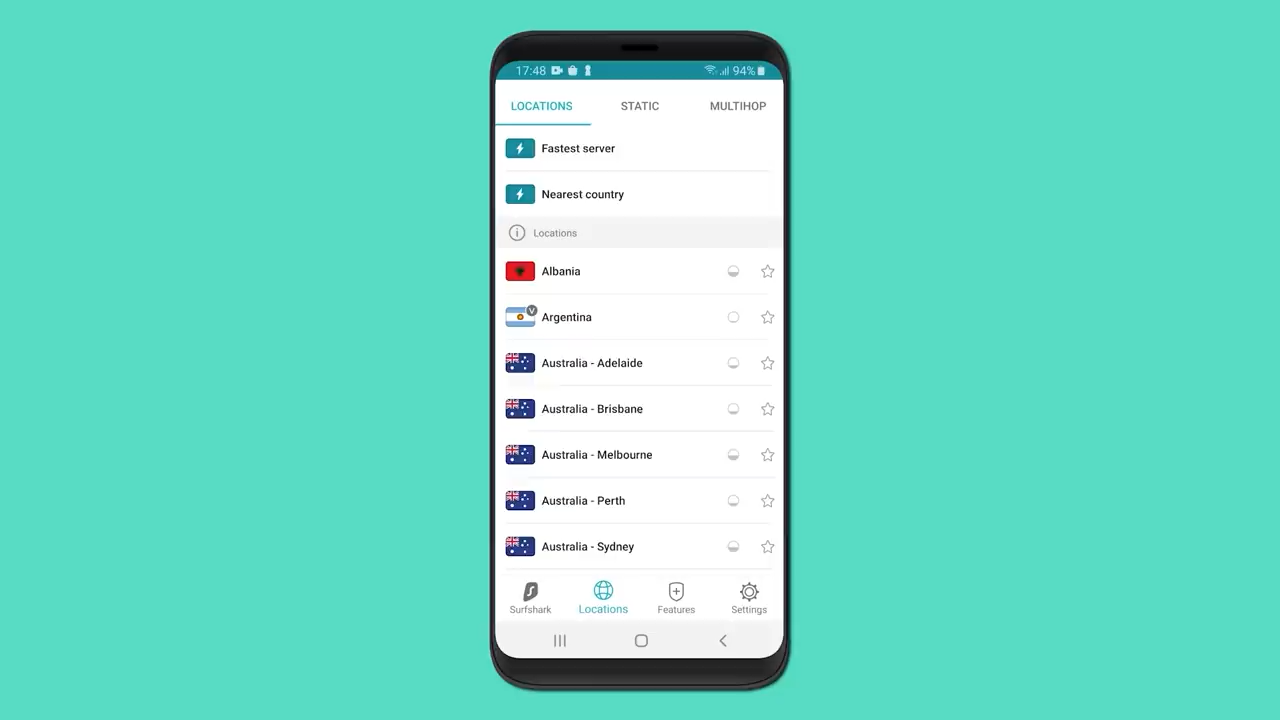 17:48 94%
LOCATIONS STATIC MULTIHOP
Fastest server
Nearest country
Locations
Albania
V
Argentina
Australia - Adelaide
Australia - Brisbane
Australia - Melbourne
Australia - Perth
Australia - Sydney
Surfshark Locations Features Settings